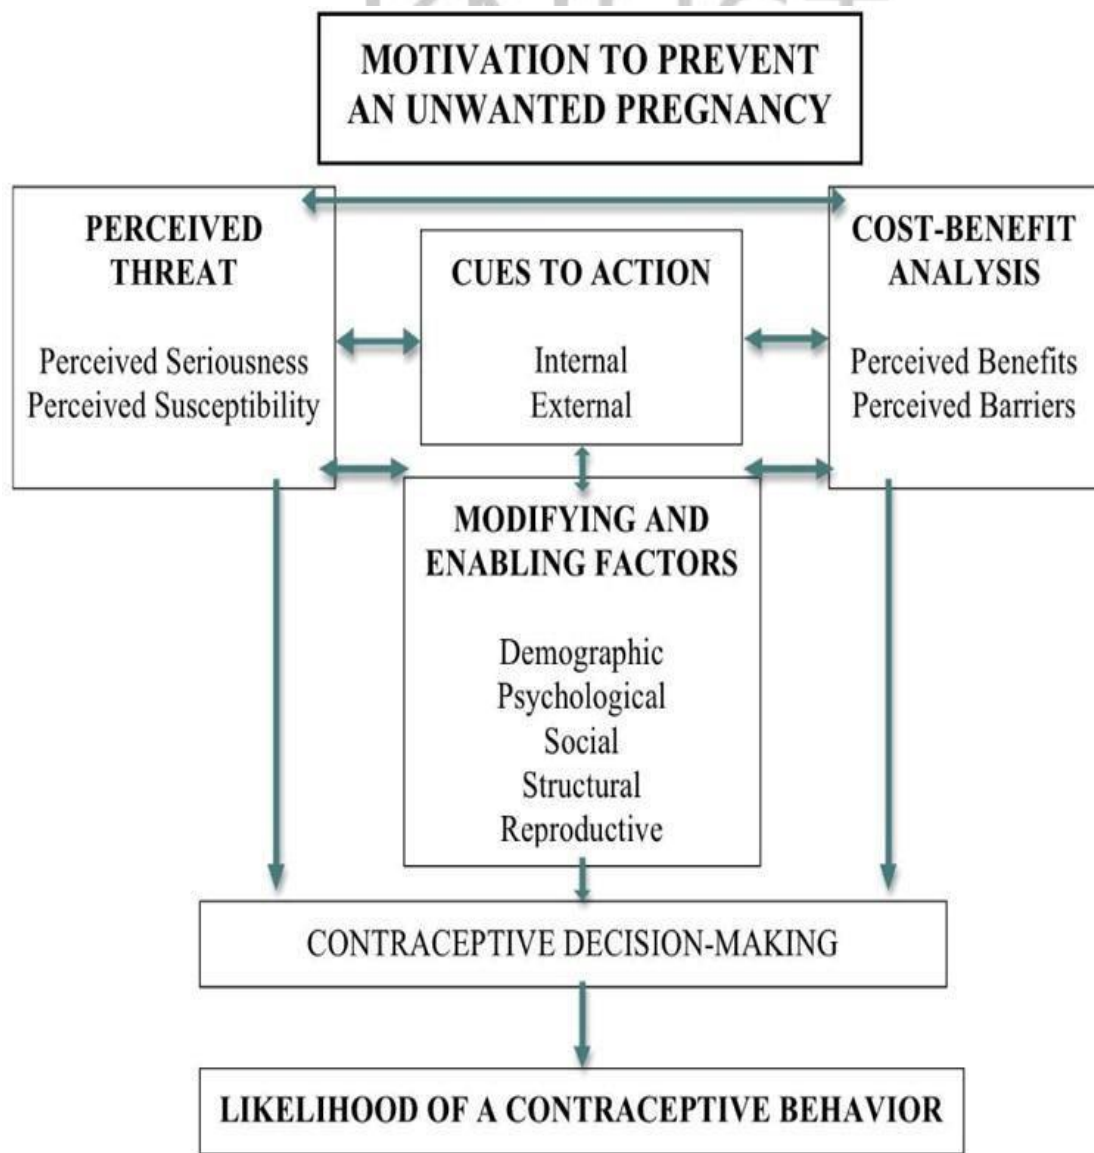 MOTIVATION TO PREVENT
AN UNWANTED PREGNANCY
PERCEIVED
THREAT
Perceived Seriousness
Perceived Susceptibility
CUES TO ACTION
Internal
External
COST-BENEFIT
ANALYSIS
Perceived Benefits
Perceived Barriers
MODIFYING AND
ENABLING FACTORS
Demographic
Psychological
Social
Structural
Reproductive
CONTRACEPTIVE DECISION-MAKING
LIKELIHOOD OF A CONTRACEPTIVE BEHAVIOR